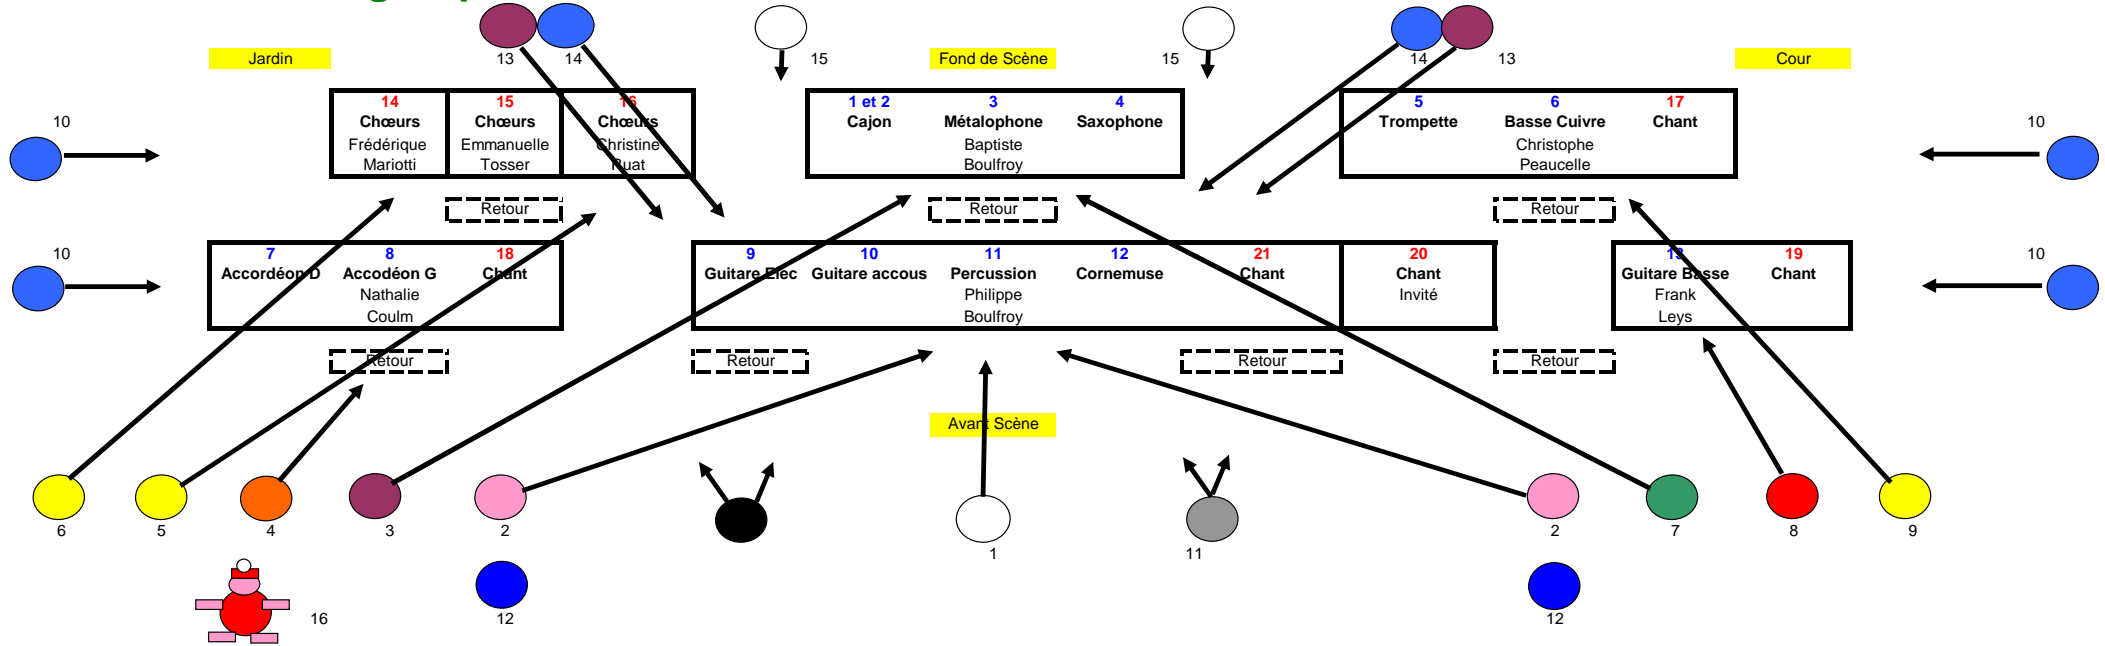 13 14 15 15 14 13
Jardin Fond de Scène Cour
14 15 16 1 et 2 3 4 5 6 17
Chœurs Chœurs Chœurs Cajon Métalophone Saxophone Trompette Basse Cuivre Chant
10 10
Frédérique Emmanuelle Christine Baptiste Christophe
Mariotti Tosser Ruat Boulfroy Peaucelle
Retour Retour Retour
10 7 8 18 9 10 11 12 21 20 13 19 10
Accordéon D Accodéon G Chant Guitare Elec Guitare accous Percussion Cornemuse Chant Chant Guitare Basse Chant
Nathalie Philippe Invité Frank
Coulm Boulfroy Leys
Retour Retour Retour Retour
Avant Scène
6 5 4 3 2 2 7 8 9
1 11
16 12 12